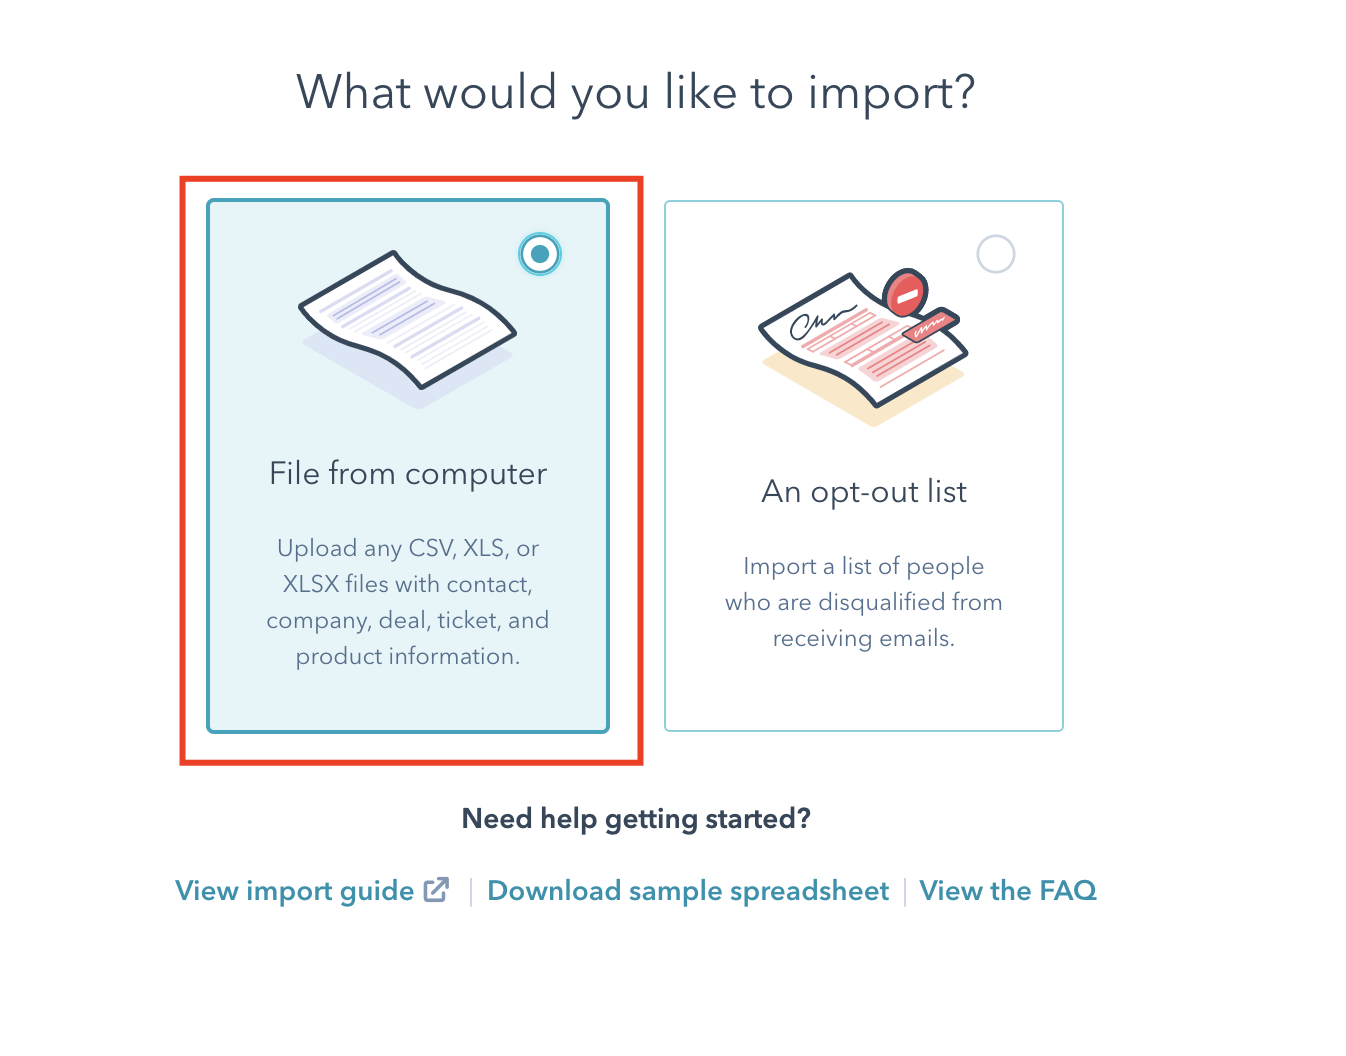 What would you like to import?
File from computer
Upload any CSV, XLS, or
XLSX files with contact,
company, deal, ticket, and
product information.
An opt-out list
Import a list of people
who are disqualified from
receiving emails.
Need help getting started?
View import guide | Download sample spreadsheet | View the FAQ